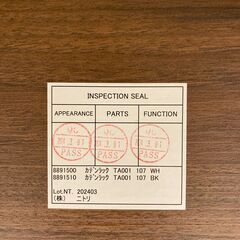 INSPECTION SEAL
APPEARANCE PARTS FUNCTION
PASS PASS PASS
8891500 カデンラック TA001 107 WH
8891510 カデンラック TA001 107 BK
Lot.NT. 202403
(株) ニトリ